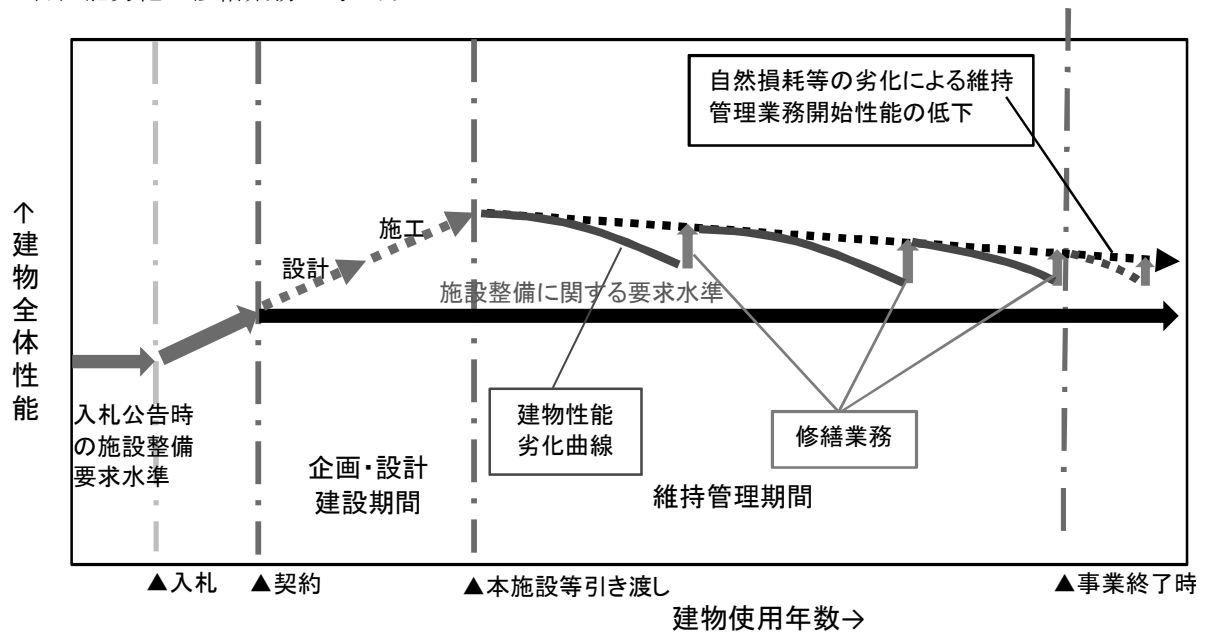 自然損耗等の劣化による維持
管理業務開始性能の低下
↑建物全体性能
施工
設計
施設整備に関する要求水準
入札公告時
の施設整備
要求水準
建物性能
劣化曲線
修繕業務
企画・設計
建設期間
維持管理期間
▲入札
▲契約
▲本施設等引き渡し
▲事業終了時
建物使用年数→